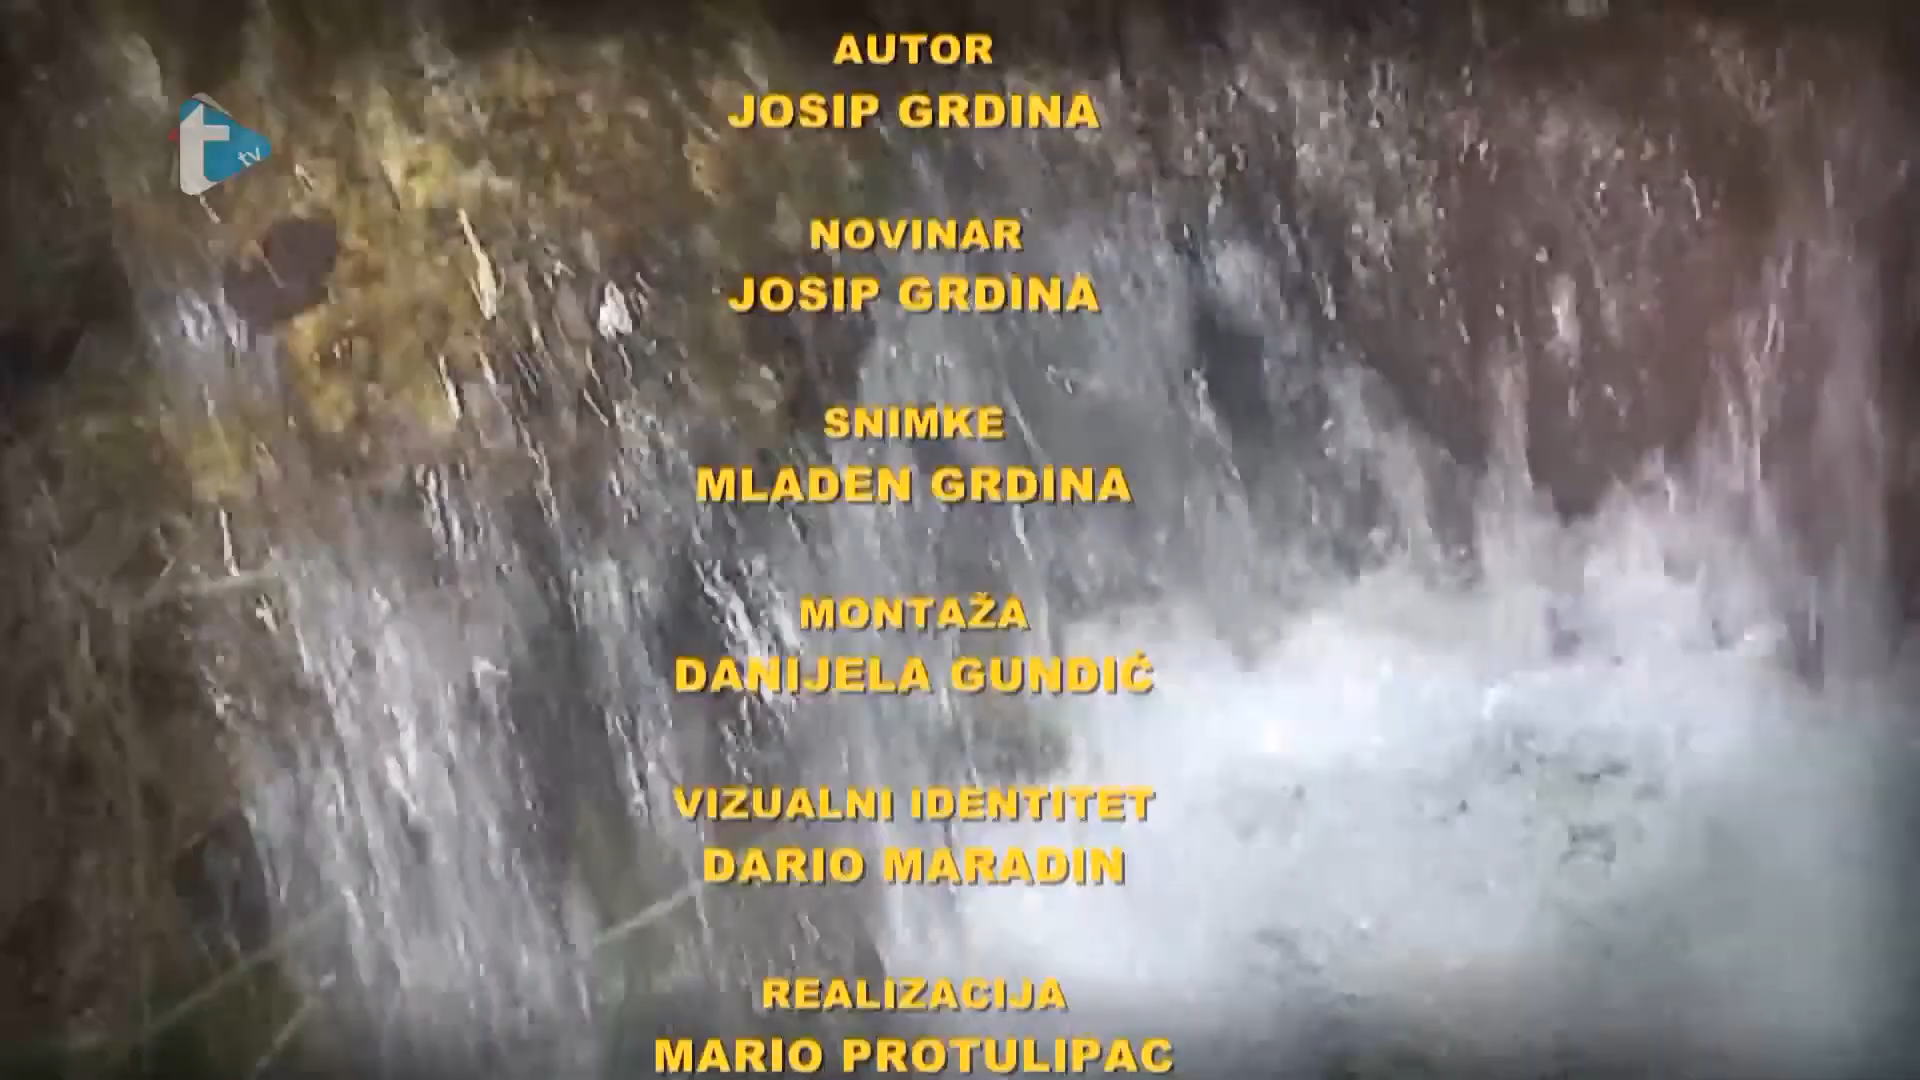 t tv
AUTOR
JOSIP GRDINA
NOVINAR
JOSIP GRDINA
SNIMKE
MLADEN GRDINA
MONTAŽA
DANIJELA GUNDIĆ
VIZUALNI IDENTITET
DARIO MARADIN
REALIZACIJA
MARIO PROTULIPAC